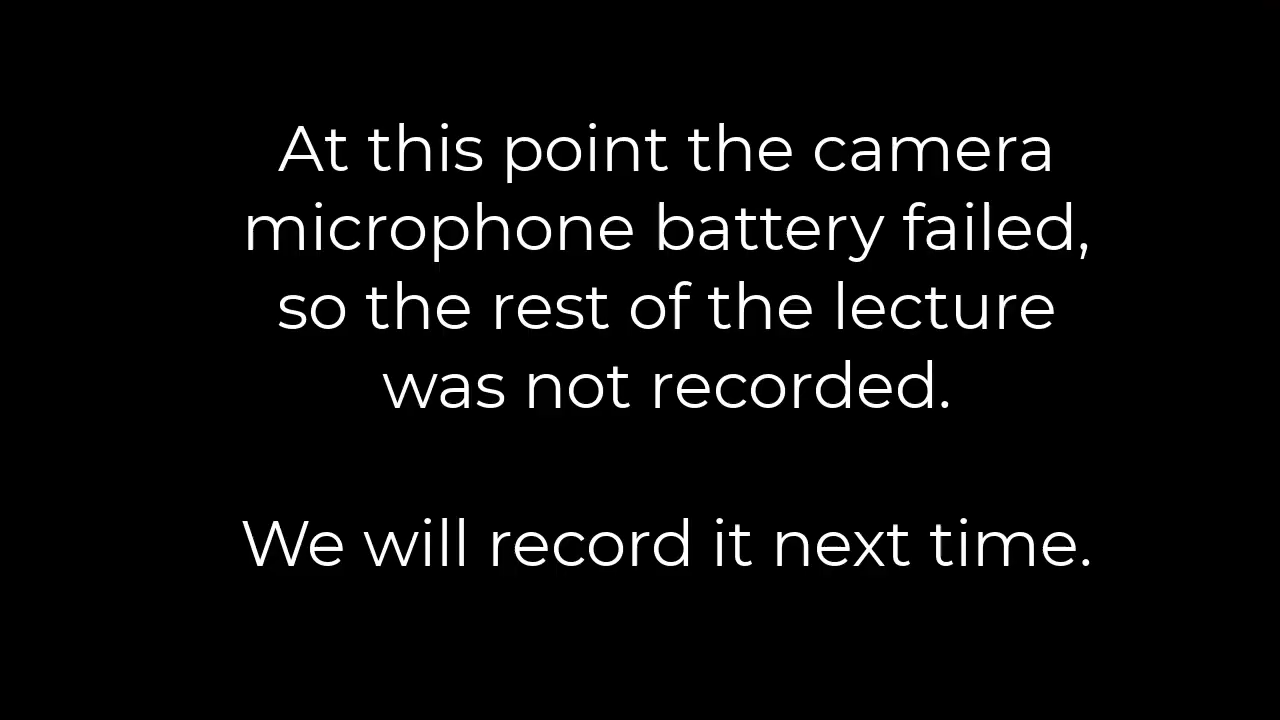 At this point the camera
microphone battery failed,
so the rest of the lecture
was not recorded.
We will record it next time.